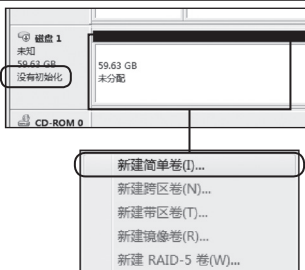 磁盘 1
未知
59.63 GB
没有初始化
59.63 GB
未分配
CD-ROM 0
新建简单卷(I)...
新建跨区卷(N)...
新建带区卷(T)...
新建镜像卷(R)...
新建 RAID-5 卷(W)...